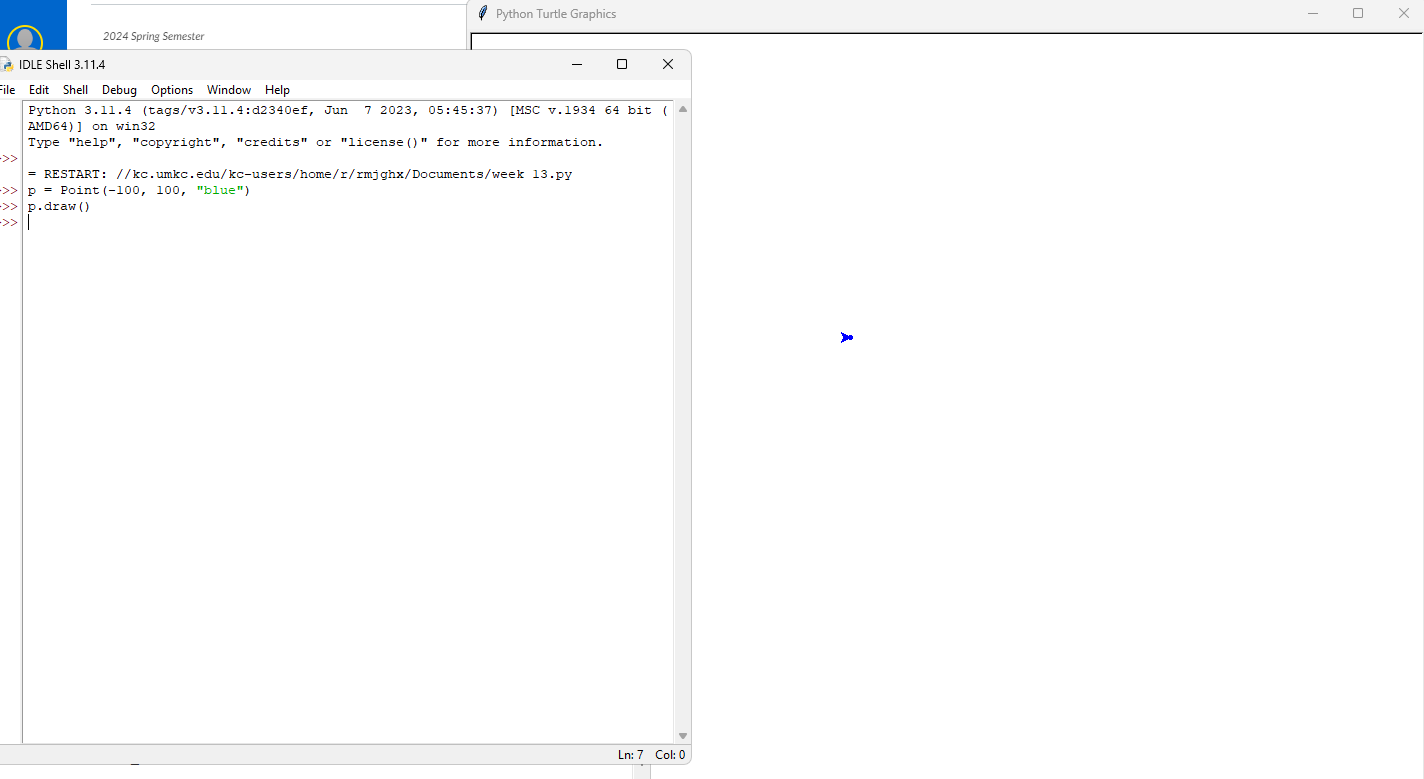 2024 Spring Semester
Python Turtle Graphics
IDLE Shell 3.11.4
File Edit Shell Debug Options Window Help
Python 3.11.4 (tags/v3.11.4:d2340ef, Jun  7 2023, 05:45:37) [MSC v.1934 64 bit (
AMD64)] on win32
Type "help", "copyright", "credits" or "license()" for more information.
>>>
= RESTART: //kc.umkc.edu/kc-users/home/r/rmjghx/Documents/week 13.py
>>> p = Point(-100, 100, "blue")
>>> p.draw()
>>>
Ln: 7 Col: 0